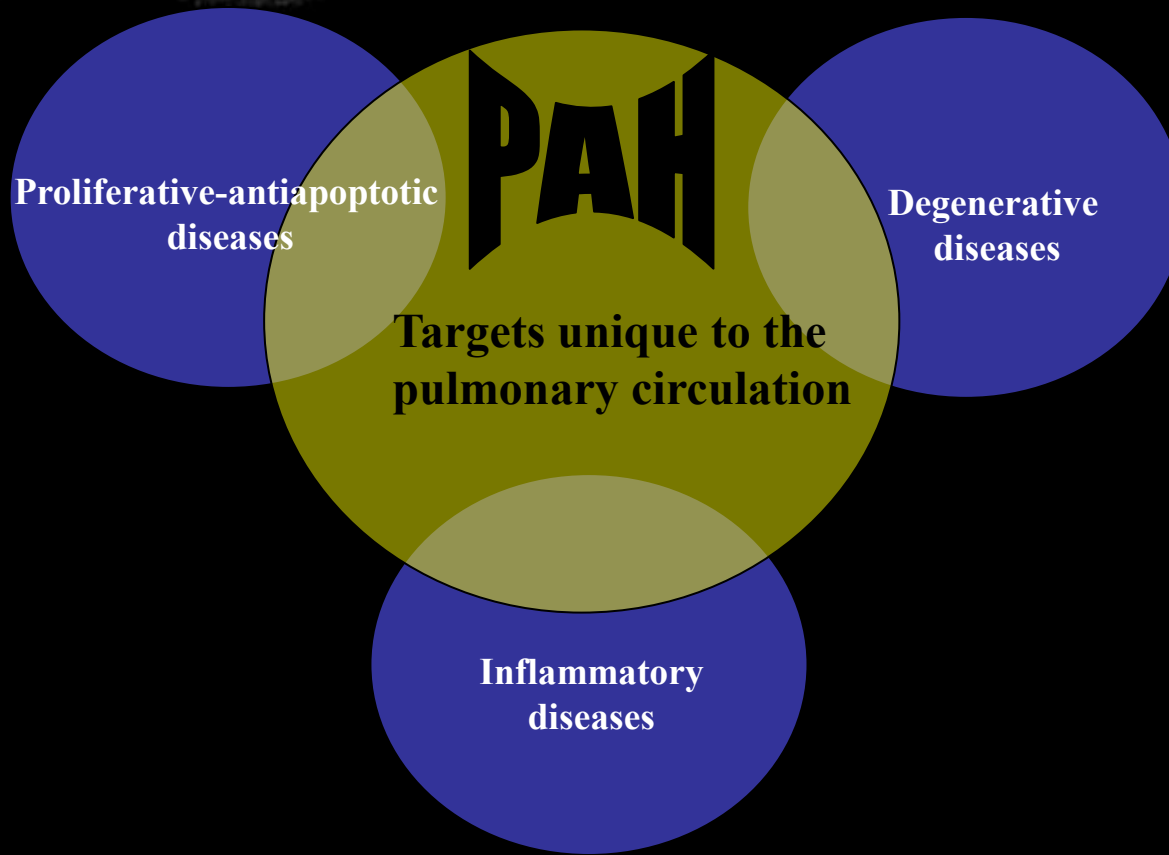 PAH
Proliferative-antiapoptotic
diseases
Degenerative
diseases
Targets unique to the
pulmonary circulation
Inflammatory
diseases